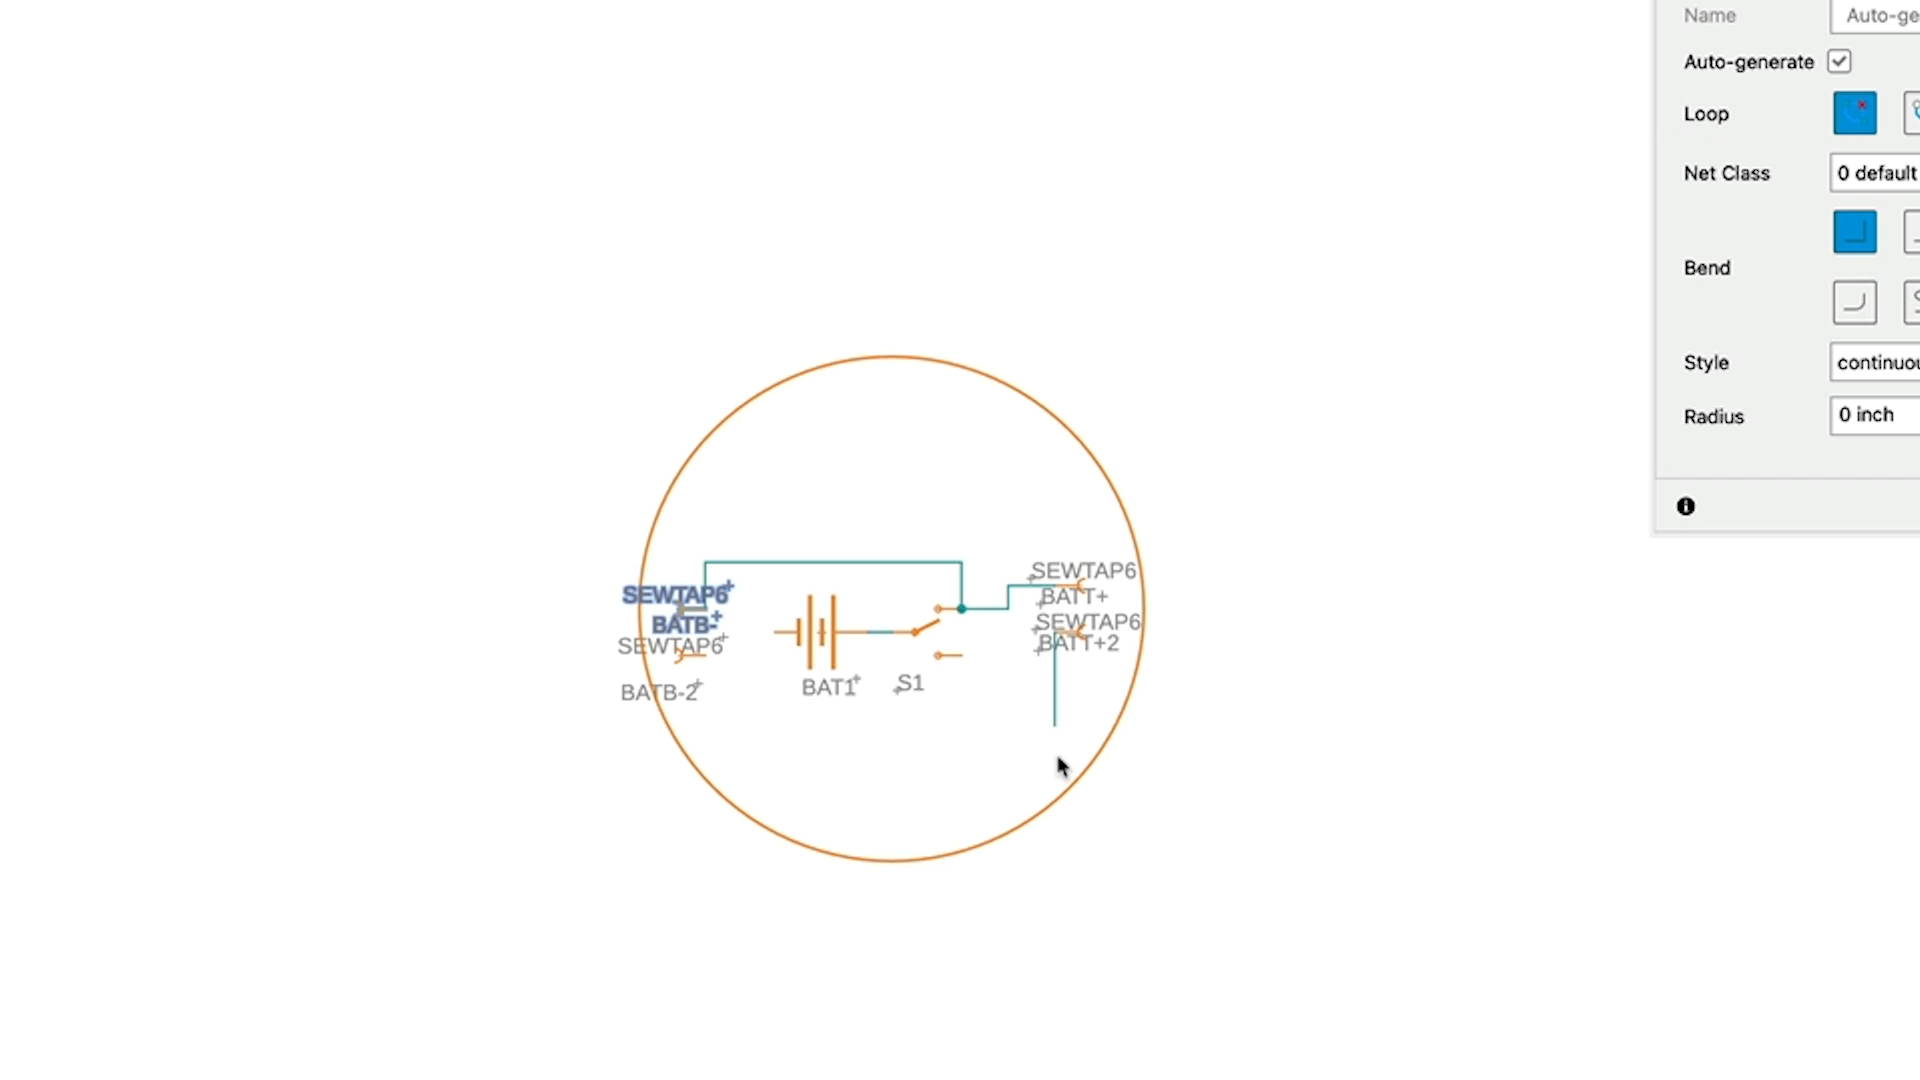 Name
Auto-ge
Auto-generate
Loop
Net Class
0 default
Bend
Style
continuou
Radius
0 inch
SEWTAP6
BATB-
SEWTAP6
BATB-2
BAT1
S1
SEWTAP6
BATT+
SEWTAP6
BATT+2